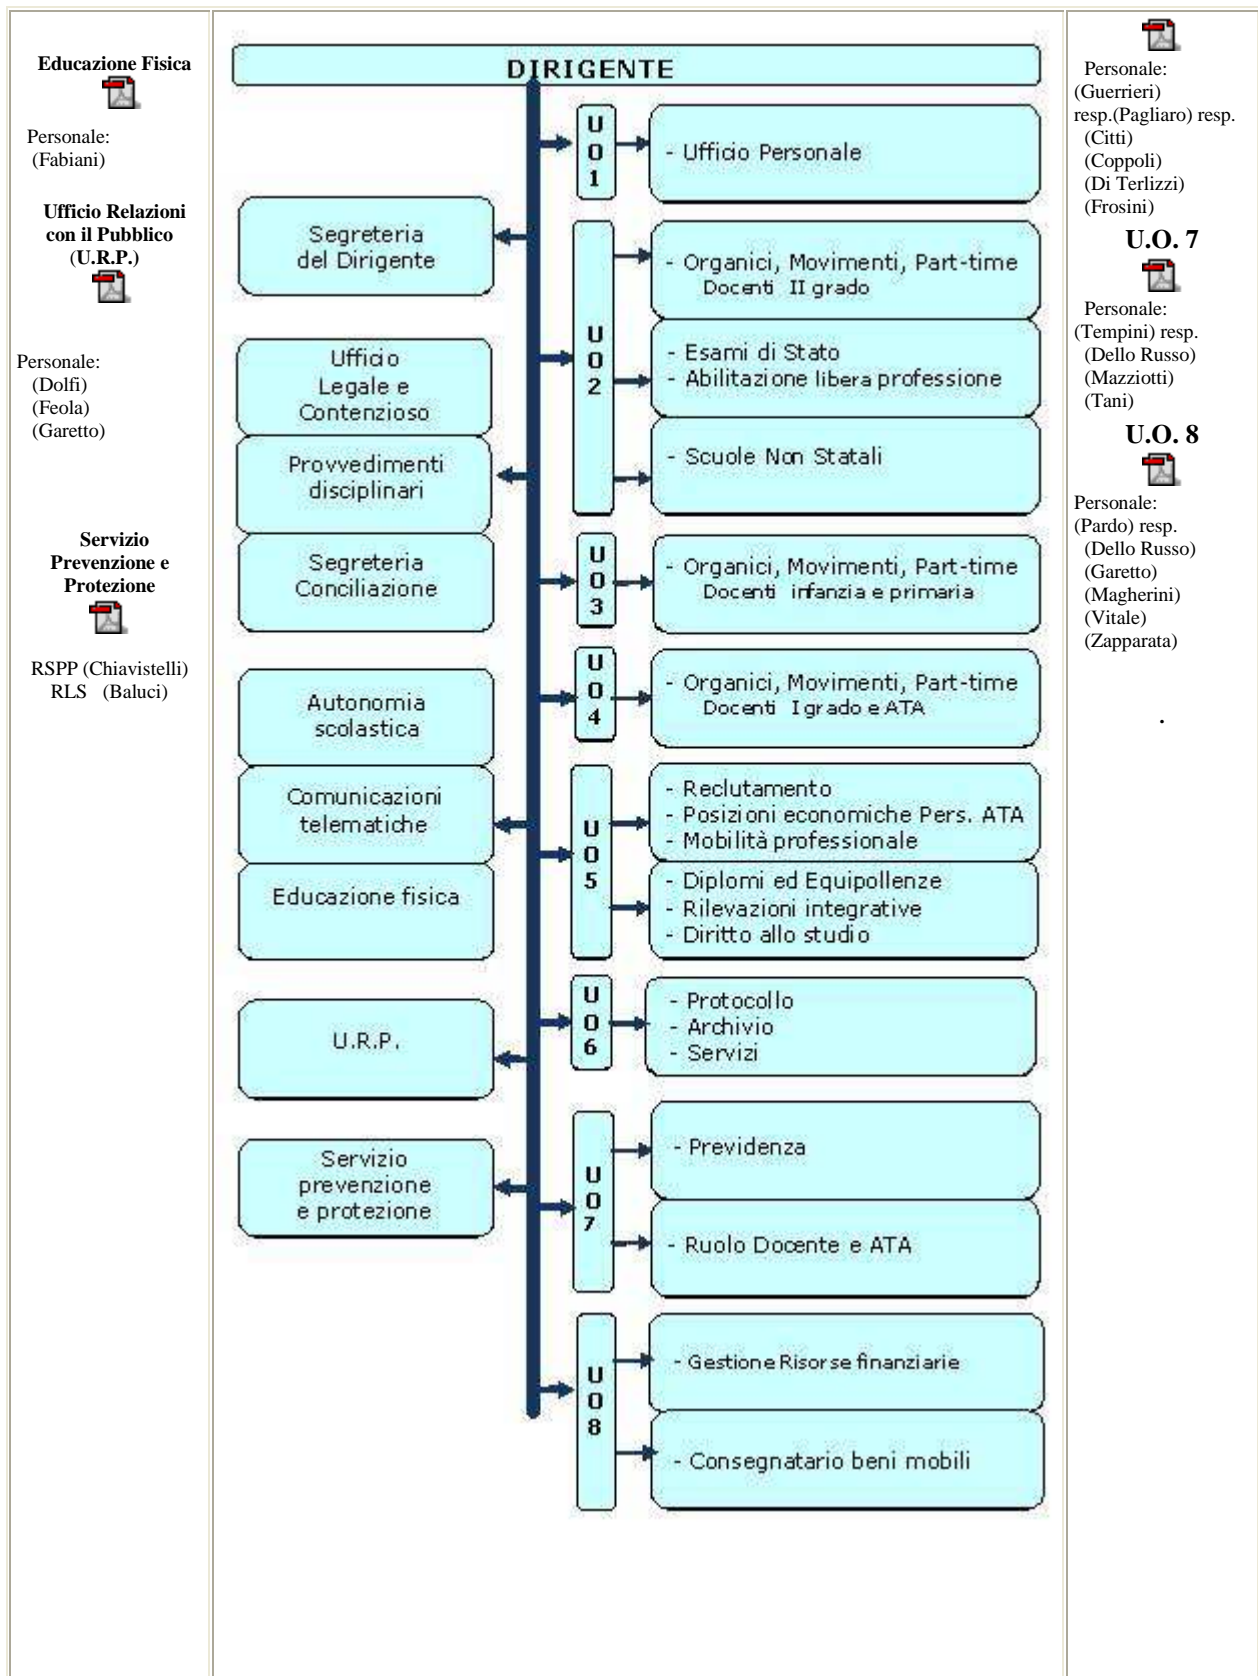 Educazione Fisica
Personale:
(Fabiani)
Ufficio Relazioni
con il Pubblico
(U.R.P.)
Personale:
(Dolfi)
(Feola)
(Garetto)
Servizio
Prevenzione e
Protezione
RSPP (Chiavistelli)
RLS (Baluci)
DIRIGENTE
Segreteria
del Dirigente
Ufficio
Legale e
Contenzioso
Provvedimenti
disciplinari
Segreteria
Conciliazione
Autonomia
scolastica
Comunicazioni
telematiche
Educazione fisica
U.R.P.
Servizio
prevenzione
e protezione
U
0
1
- Ufficio Personale
U
0
2
- Organici, Movimenti, Part-time
Docenti II grado
- Esami di Stato
- Abilitazione libera professione
- Scuole Non Statali
U
0
3
- Organici, Movimenti, Part-time
Docenti infanzia e primaria
U
0
4
- Organici, Movimenti, Part-time
Docenti I grado e ATA
U
0
5
- Reclutamento
- Posizioni economiche Pers. ATA
- Mobilità professionale
- Diplomi ed Equipollenze
- Rilevazioni integrative
- Diritto allo studio
U
0
6
- Protocollo
- Archivio
- Servizi
U
0
7
- Previdenza
- Ruolo Docente e ATA
U
0
8
- Gestione Risorse finanziarie
- Consegnatario beni mobili
Personale:
(Guerrieri)
resp.(Pagliaro) resp.
(Citti)
(Coppoli)
(Di Terlizzi)
(Frosini)
U.O. 7
Personale:
(Tempini) resp.
(Dello Russo)
(Mazziotti)
(Tani)
U.O. 8
Personale:
(Pardo) resp.
(Dello Russo)
(Garetto)
(Magherini)
(Vitale)
(Zapparata)
.